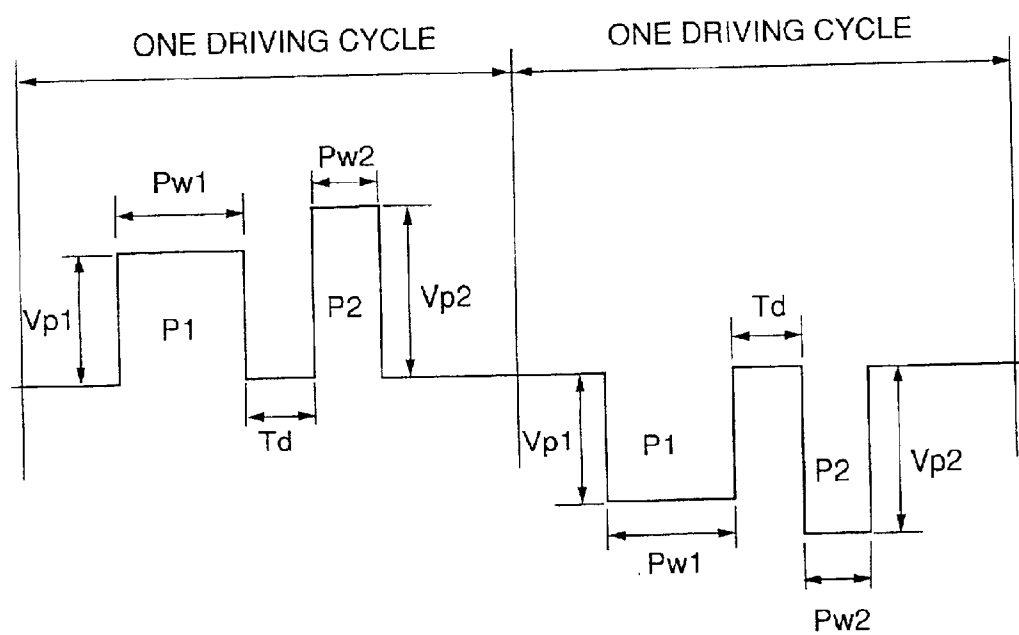 ONE DRIVING CYCLE
ONE DRIVING CYCLE
Pw2
Pw1
Vp1
P1
P2
Vp2
Td
Td
Vp1
P1
P2
Vp2
Pw1
Pw2